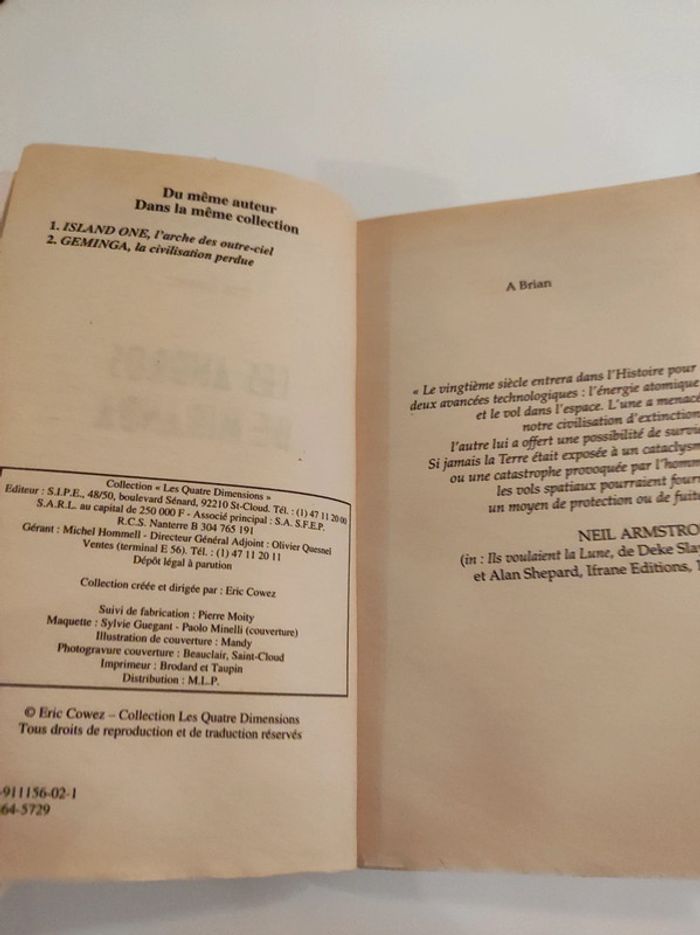 Du même auteur
Dans la même collection
1. ISLAND ONE, l'arche des outre-ciel
2. GEMINGA, la civilisation perdue
Collection « Les Quatre Dimensions »
Editeur : S.I.P.E., 48/50, boulevard Sénard, 92210 St-Cloud. Tél. : (1) 47 11 20 00
S.A.R.L. au capital de 250 000 F - Associé principal : S.A. S.F.E.P.
R.C.S. Nanterre B 304 765 191
Gérant : Michel Hommell - Directeur Général Adjoint : Olivier Quesnel
Ventes (terminal E 56). Tél. : (1) 47 11 20 11
Dépôt légal à parution
Collection créée et dirigée par : Eric Cowez
Suivi de fabrication : Pierre Moity
Maquette : Sylvie Guegant - Paolo Minelli (couverture)
Illustration de couverture : Mandy
Photogravure couverture : Beauclair, Saint-Cloud
Imprimeur : Brodard et Taupin
Distribution : M.L.P.
© Eric Cowez – Collection Les Quatre Dimensions
Tous droits de reproduction et de traduction réservés
-911156-02-1
64-5729
A Brian
« Le vingtième siècle entrera dans l'Histoire pour
deux avancées technologiques : l'énergie atomique
et le vol dans l'espace. L'une a menacé
notre civilisation d'extinction,
l'autre lui a offert une possibilité de survie
Si jamais la Terre était exposée à un cataclysm
ou une catastrophe provoquée par l'homm
les vols spatiaux pourraient fourn
un moyen de protection ou de fuite
NEIL ARMSTRO
(in : Ils voulaient la Lune, de Deke Slay
et Alan Shepard, Ifrane Editions, 1